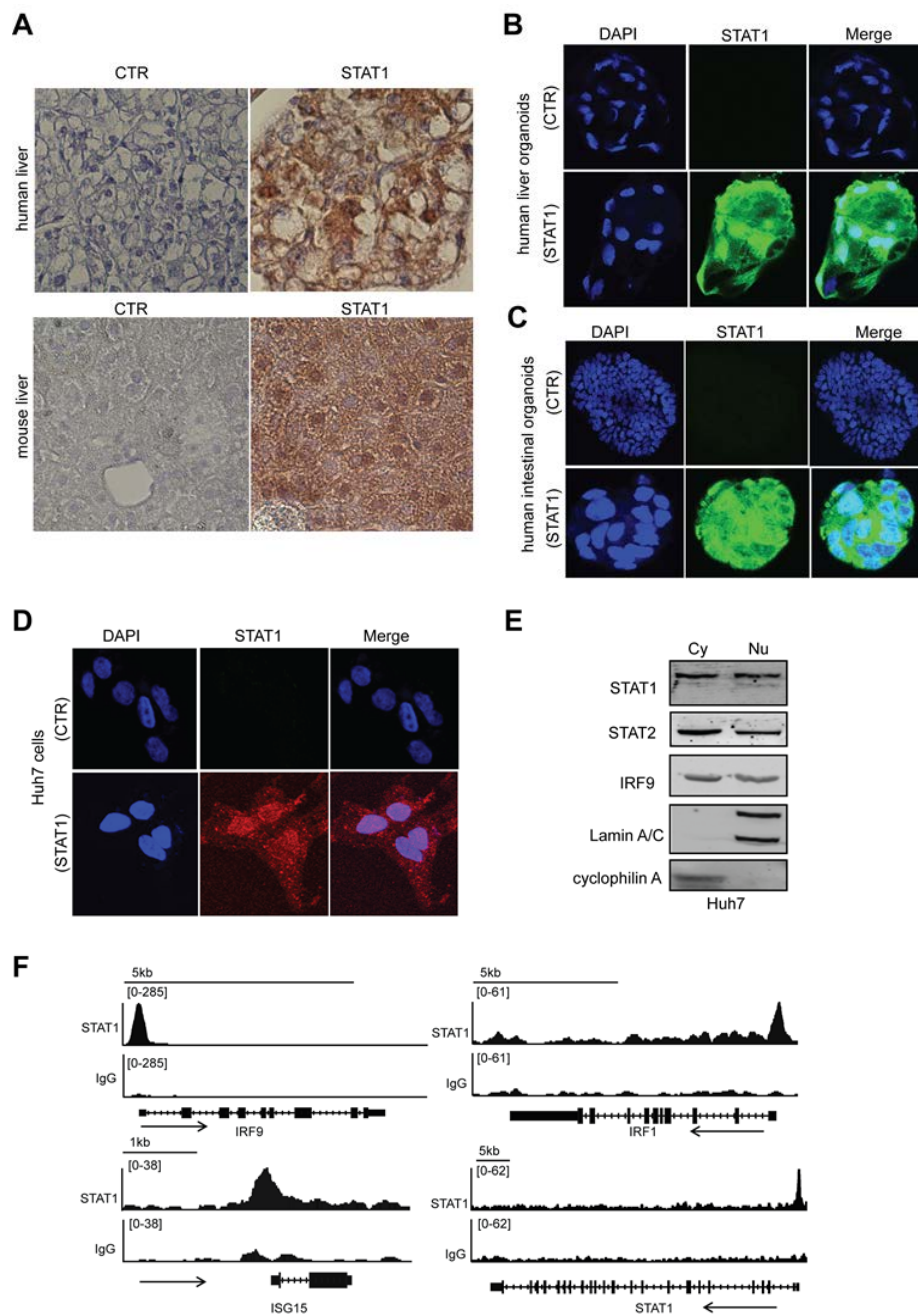 A
CTR STAT1
human liver
CTR STAT1
mouse liver
B
DAPI STAT1 Merge
human liver organoids
(CTR)
(STAT1)
C
DAPI STAT1 Merge
human intestinal organoids
(CTR)
(STAT1)
D
DAPI STAT1 Merge
Huh7 cells
(CTR)
(STAT1)
E
Cy Nu
STAT1
STAT2
IRF9
Lamin A/C
cyclophilin A
Huh7
F
5kb
[0-285]
STAT1
[0-285]
IgG
IRF9
5kb
[0-61]
STAT1
[0-61]
IgG
IRF1
1kb
[0-38]
STAT1
[0-38]
IgG
ISG15
5kb
[0-62]
STAT1
[0-62]
IgG
STAT1